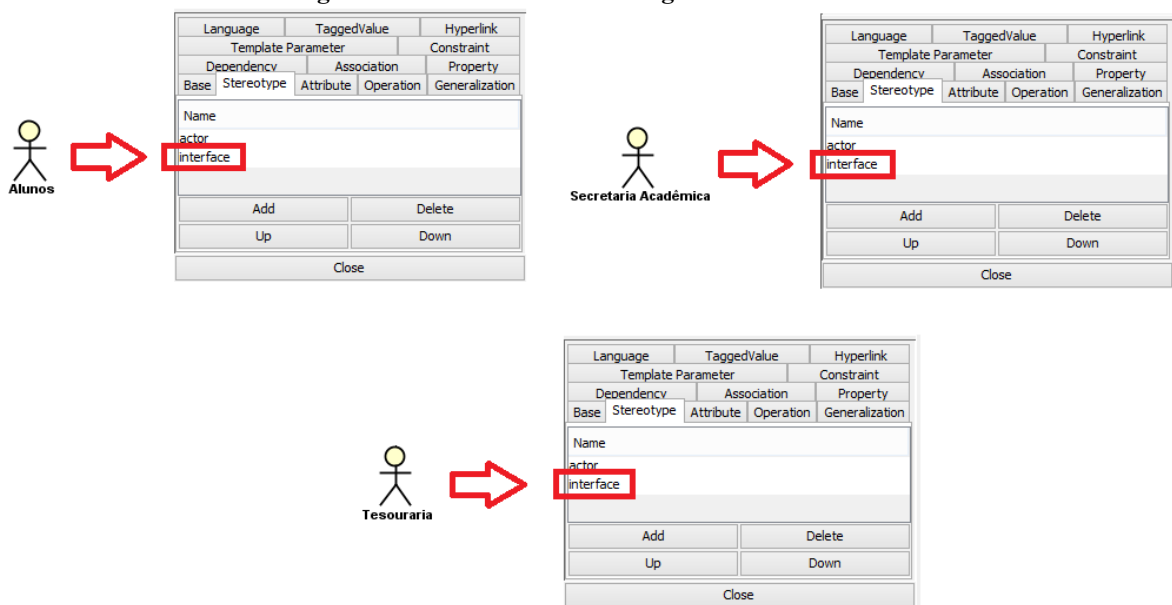 Language TaggedValue Hyperlink
Template Parameter Constraint
Dependency Association Property
Base Stereotype Attribute Operation Generalization
Name
actor
interface
Add Delete
Up Down
Close
Alunos
Language TaggedValue Hyperlink
Template Parameter Constraint
Dependency Association Property
Base Stereotype Attribute Operation Generalization
Name
actor
interface
Add Delete
Up Down
Close
Secretaria Acadêmica
Language TaggedValue Hyperlink
Template Parameter Constraint
Dependency Association Property
Base Stereotype Attribute Operation Generalization
Name
actor
interface
Add Delete
Up Down
Close
Tesouraria